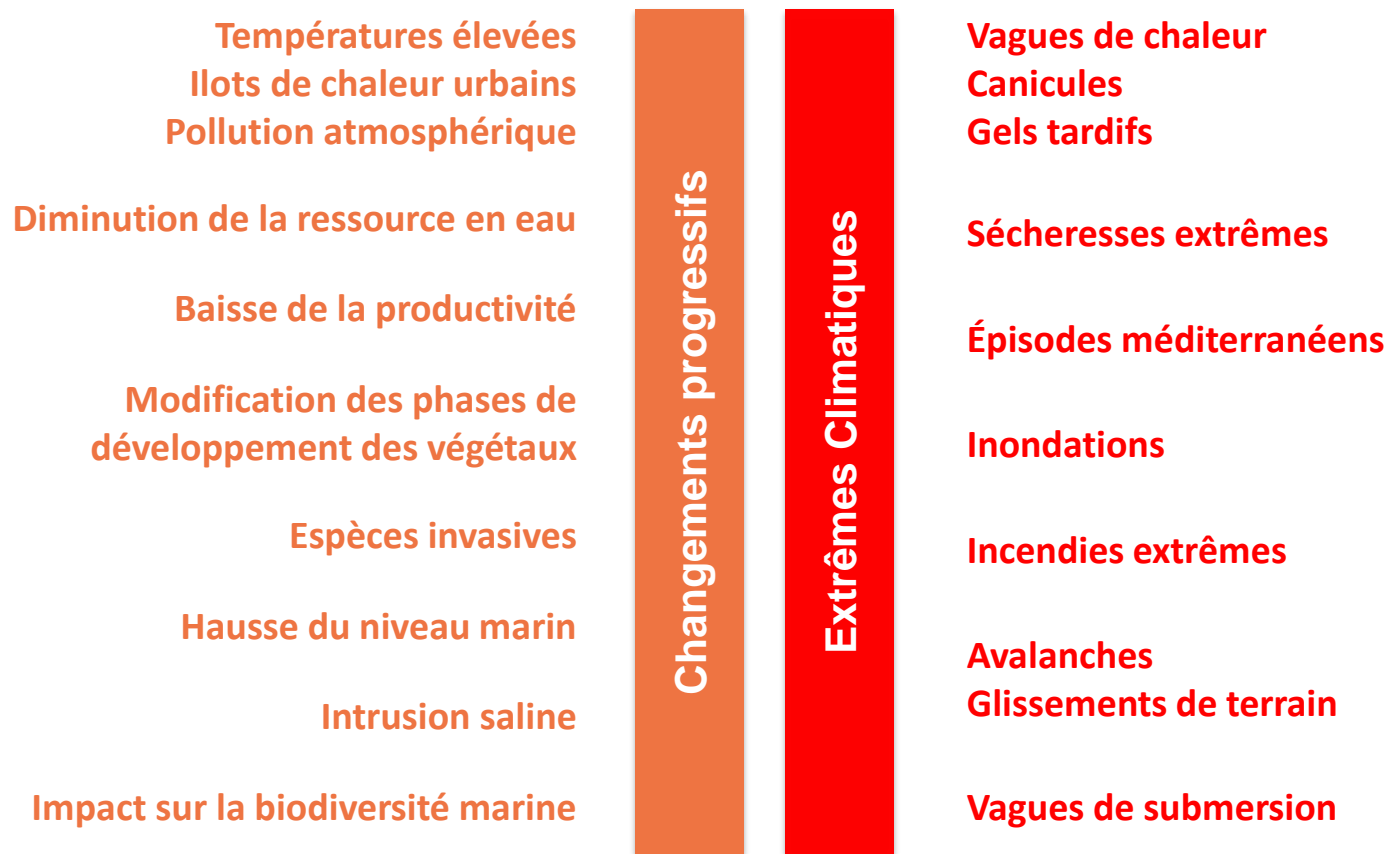 Températures élevées
Ilots de chaleur urbains
Pollution atmosphérique
Diminution de la ressource en eau
Baisse de la productivité
Modification des phases de
développement des végétaux
Espèces invasives
Hausse du niveau marin
Intrusion saline
Impact sur la biodiversité marine
Changements progressifs
Extrêmes Climatiques
Vagues de chaleur
Canicules
Gels tardifs
Sécheresses extrêmes
Épisodes méditerranéens
Inondations
Incendies extrêmes
Avalanches
Glissements de terrain
Vagues de submersion